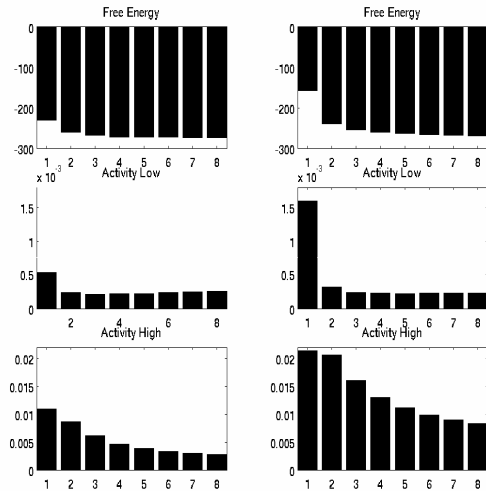 Free Energy
Free Energy
0
-100
-200
-300
1 2 3 4 5 6 7 8
0
-100
-200
-300
1 2 3 4 5 6 7 8
x 10⁻³
Activity Low
x 10⁻³
Activity Low
1.5
1
0.5
0
2 4 6 8
1.5
1
0.5
0
1 2 3 4 5 6 7 8
Activity High
Activity High
0.02
0.015
0.01
0.005
0
1 2 3 4 5 6 7 8
0.02
0.015
0.01
0.005
0
1 2 3 4 5 6 7 8